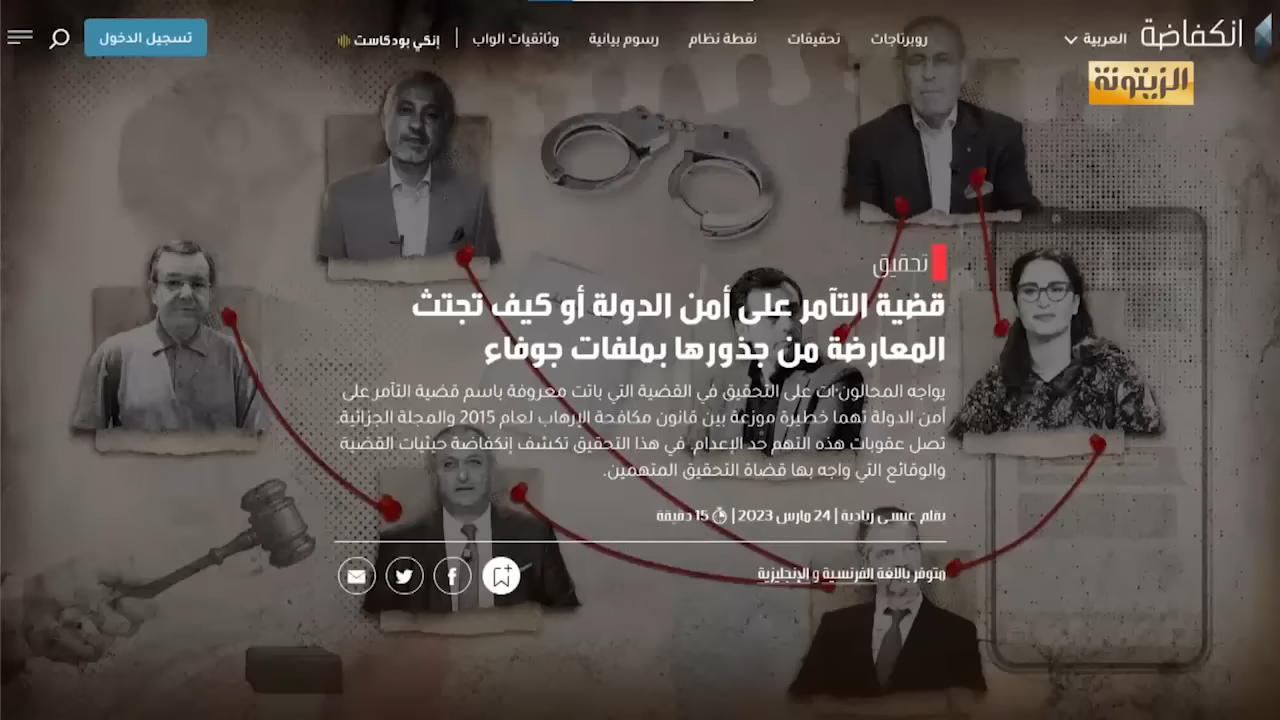 انكفاضة
العربية
روبرتاجات
تحقيقات
نقطة نظام
رسوم بيانية
وثائقيات الواب
إنكي بودكاست
تسجيل الدخول
الزيتونة
تحقيق
قضية التآمر على أمن الدولة أو كيف تجتث
المعارضة من جذورها بملفات جوفاء
يواجه المحالون·ات على التحقيق في القضية التي باتت معروفة باسم قضية التآمر على
أمن الدولة تهما خطيرة موزعة بين قانون مكافحة الإرهاب لعام 2015 والمجلة الجزائية.
تصل عقوبات هذه التهم حد الإعدام. في هذا التحقيق تكشف إنكفاضة حيثيات القضية
والوقائع التي واجه بها قضاة التحقيق المتهمين.
بقلم عيسى زيادية | 24 مارس 2023 | 15 دقيقة
متوفر باللغة الفرنسية و الإنجليزية